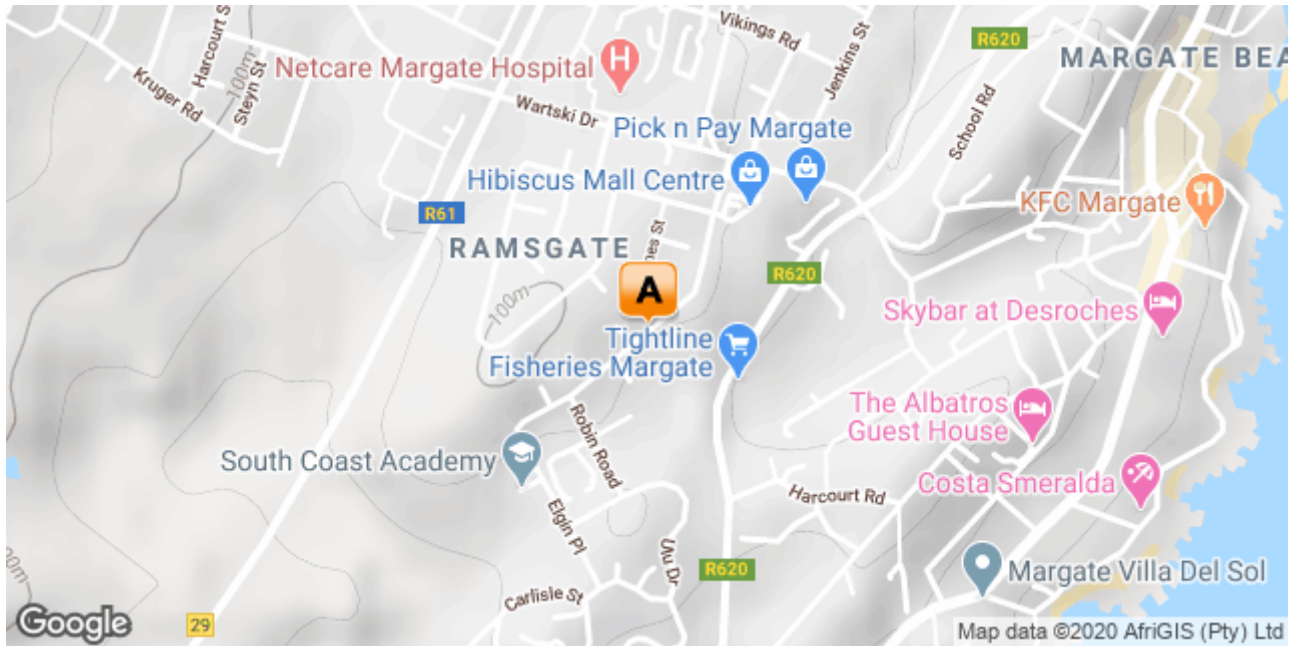 Vikings Rd
R620
Harcourt S
MARGATE BEA
Netcare Margate Hospital
H
Kruger Rd
Steyn St
100m
Jenkins St
Wartski Dr
School Rd
Pick n Pay Margate
Hibiscus Mall Centre
KFC Margate
R61
RAMSGATE
nes St
R620
A
100m
Skybar at Desroches
Tightline
Fisheries Margate
The Albatros
Guest House
Robin Road
South Coast Academy
Costa Smeralda
Harcourt Rd
Elgin Pl
Uvu Dr
00m
R620
Margate Villa Del Sol
Carlisle St
Google
29
Map data ©2020 AfriGIS (Pty) Ltd